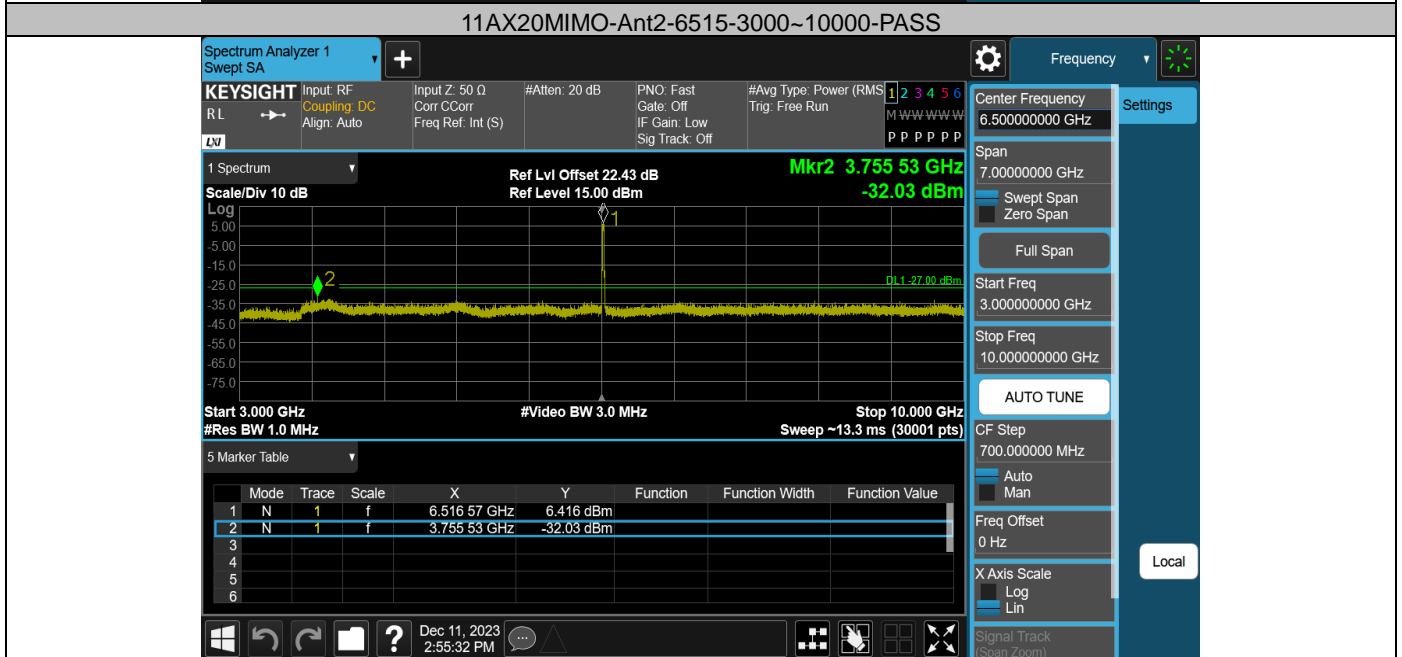 11AX20MIMO-Ant2-6515-3000~10000-PASS
Spectrum Analyzer 1
Swept SA
+
Frequency
KEYSIGHT
RL
LXI
Input: RF
Coupling: DC
Align: Auto
Input Z: 50 Ω
Corr CCorr
Freq Ref: Int (S)
#Atten: 20 dB
PNO: Fast
Gate: Off
IF Gain: Low
Sig Track: Off
#Avg Type: Power (RMS
Trig: Free Run
1 2 3 4 5 6
M W W W W W
P P P P P P
1 Spectrum
Scale/Div 10 dB
Ref Lvl Offset 22.43 dB
Ref Level 15.00 dBm
Mkr2 3.755 53 GHz
-32.03 dBm
Log
5.00
-5.00
-15.0
-25.0
-35.0
-45.0
-55.0
-65.0
-75.0
1
2
DL1 -27.00 dBm
Start 3.000 GHz
#Res BW 1.0 MHz
#Video BW 3.0 MHz
Stop 10.000 GHz
Sweep ~13.3 ms (30001 pts)
5 Marker Table
Mode Trace Scale X Y Function Function Width Function Value
1 N 1 f 6.516 57 GHz 6.416 dBm
2 N 1 f 3.755 53 GHz -32.03 dBm
3
4
5
6
?
Dec 11, 2023
2:55:32 PM
Center Frequency
6.500000000 GHz
Settings
Span
7.00000000 GHz
Swept Span
Zero Span
Full Span
Start Freq
3.000000000 GHz
Stop Freq
10.000000000 GHz
AUTO TUNE
CF Step
700.000000 MHz
Auto
Man
Freq Offset
0 Hz
X Axis Scale
Log
Lin
Local
Signal Track
(Span Zoom)